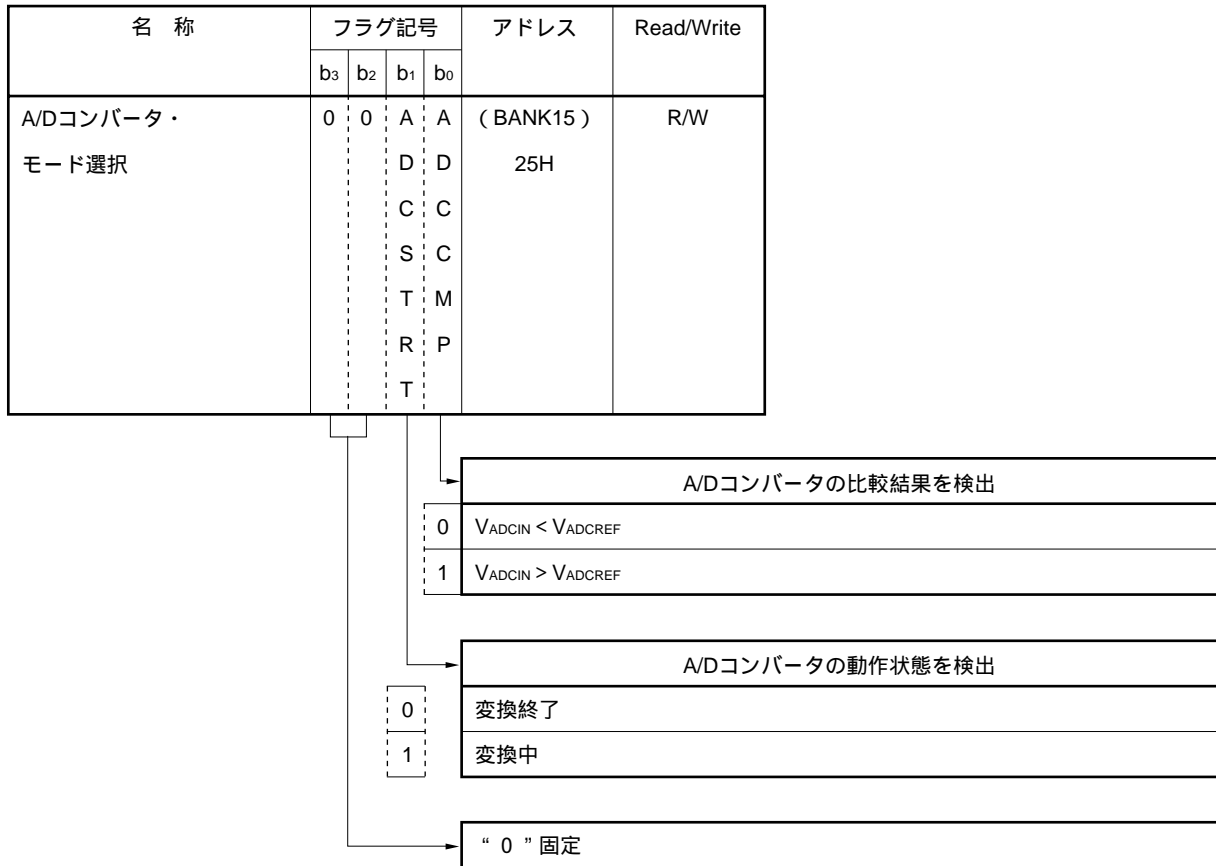 名　称 フラグ記号 アドレス Read/Write
b3 b2 b1 b0
A/Dコンバータ・ 0 0 A A （BANK15） R/W
モード選択 D D 25H
C C
S C
T M
R P
T
A/Dコンバータの比較結果を検出
0 VADCIN < VADCREF
1 VADCIN > VADCREF
A/Dコンバータの動作状態を検出
0 変換終了
1 変換中
“０”固定